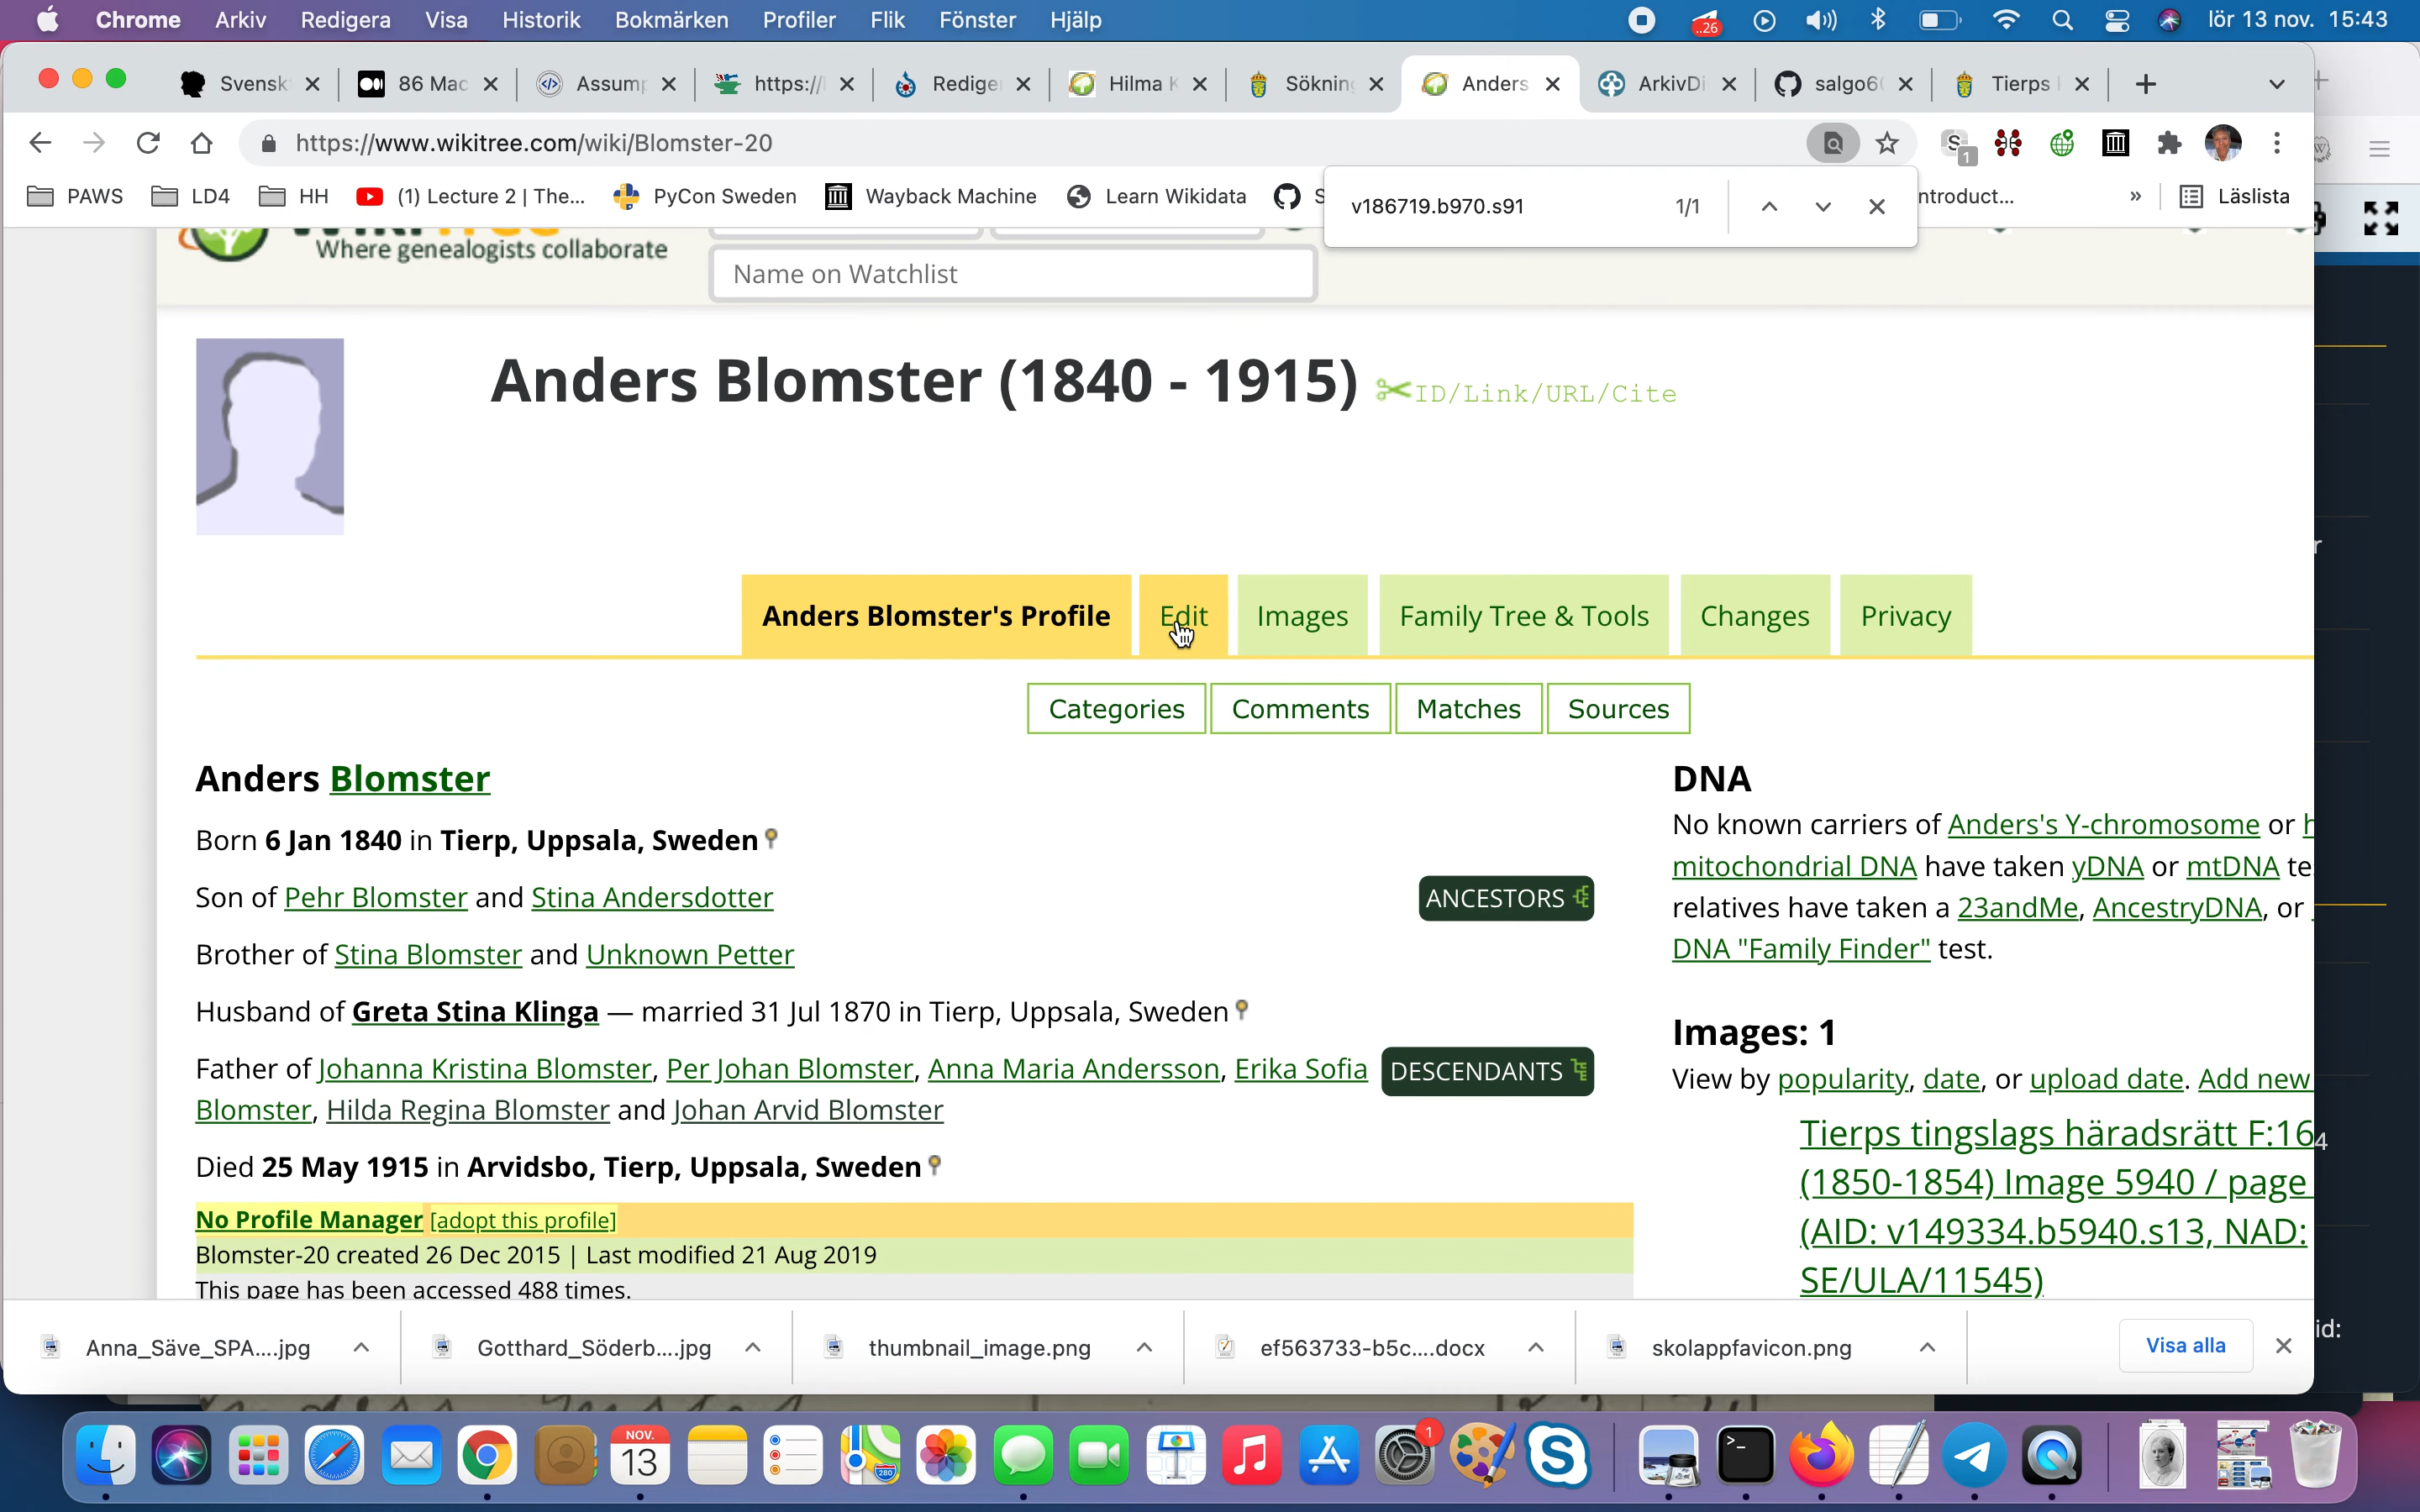 Chrome Arkiv Redigera Visa Historik Bokmärken Profiler Flik Fönster Hjälp ..26 lör 13 nov. 15:43
Svensk 86 Mac Assump https:// Redige Hilma K Sökning Anders ArkivDi salgo60 Tierps
https://www.wikitree.com/wiki/Blomster-20
S 1
PAWS LD4 HH (1) Lecture 2 | The... PyCon Sweden Wayback Machine Learn Wikidata S ntroduct... » Läslista
v186719.b970.s91 1/1
Where genealogists collaborate
Name on Watchlist
Anders Blomster (1840 - 1915) ID/Link/URL/Cite
Anders Blomster's Profile Edit Images Family Tree & Tools Changes Privacy
Categories Comments Matches Sources
Anders Blomster
Born 6 Jan 1840 in Tierp, Uppsala, Sweden
Son of Pehr Blomster and Stina Andersdotter
ANCESTORS
Brother of Stina Blomster and Unknown Petter
Husband of Greta Stina Klinga — married 31 Jul 1870 in Tierp, Uppsala, Sweden
Father of Johanna Kristina Blomster, Per Johan Blomster, Anna Maria Andersson, Erika Sofia
Blomster, Hilda Regina Blomster and Johan Arvid Blomster
DESCENDANTS
Died 25 May 1915 in Arvidsbo, Tierp, Uppsala, Sweden
No Profile Manager [adopt this profile]
Blomster-20 created 26 Dec 2015 | Last modified 21 Aug 2019
This page has been accessed 488 times.
DNA
No known carriers of Anders's Y-chromosome or h
mitochondrial DNA have taken yDNA or mtDNA te
relatives have taken a 23andMe, AncestryDNA, or
DNA "Family Finder" test.
Images: 1
View by popularity, date, or upload date. Add new
Tierps tingslags häradsrätt F:16
(1850-1854) Image 5940 / page
(AID: v149334.b5940.s13, NAD:
SE/ULA/11545)
r
4
id:
Anna_Säve_SPA....jpg Gotthard_Söderb....jpg thumbnail_image.png ef563733-b5c....docx skolappfavicon.png Visa alla
NOV.
13
280
1